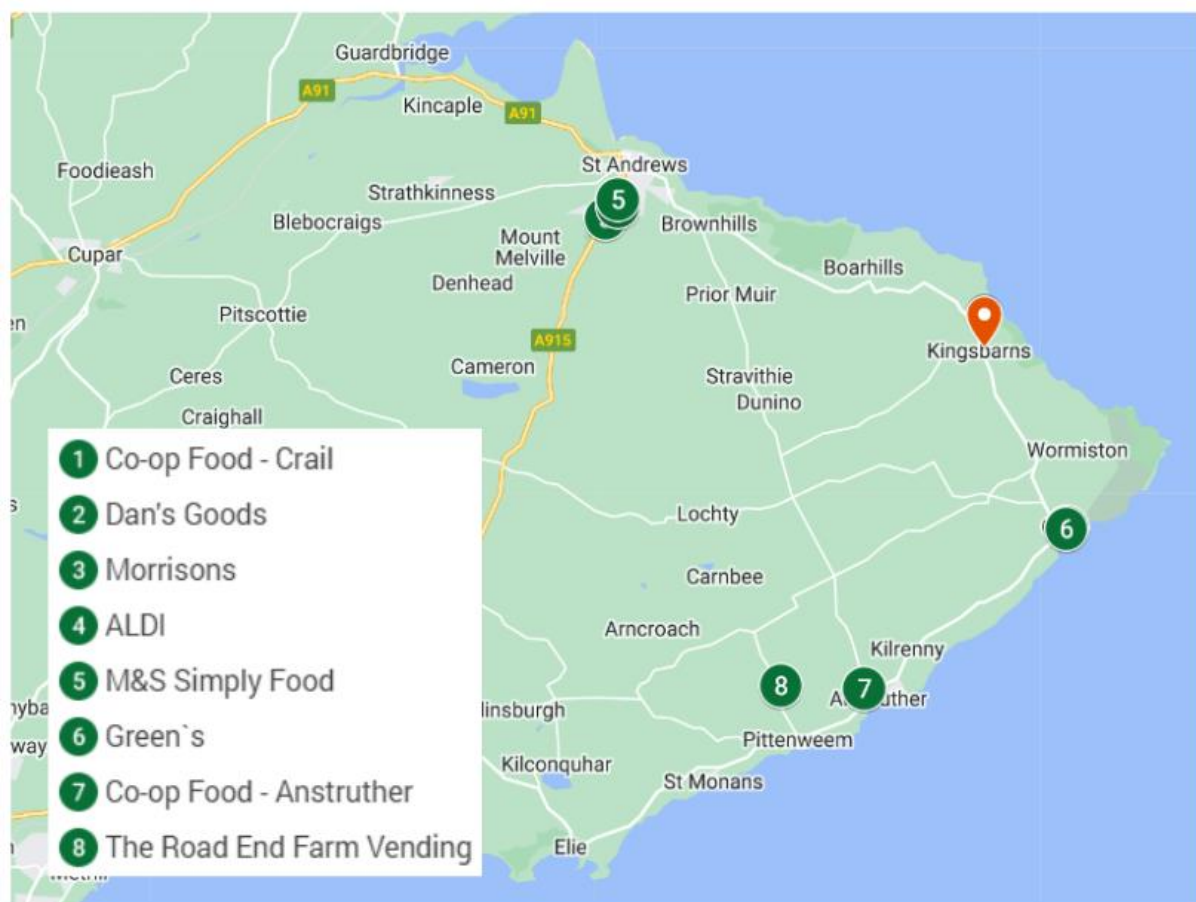 Guardbridge
A91
Kincaple
A91
Foodieash
St Andrews
Strathkinness
5
Blebocraigs
Brownhills
Cupar
Mount
Melville
Boarhills
Denhead
Prior Muir
Pitscottie
en
A915
Kingsbarns
Cameron
Ceres
Stravithie
Dunino
Craighall
Wormiston
1 Co-op Food - Crail
2 Dan's Goods
Lochty
6
3 Morrisons
Carnbee
4 ALDI
Arncroach
Kilrenny
5 M&S Simply Food
8
7
6 Green`s
Pittenweem
Kilconquhar
St Monans
7 Co-op Food - Anstruther
8 The Road End Farm Vending
Elie